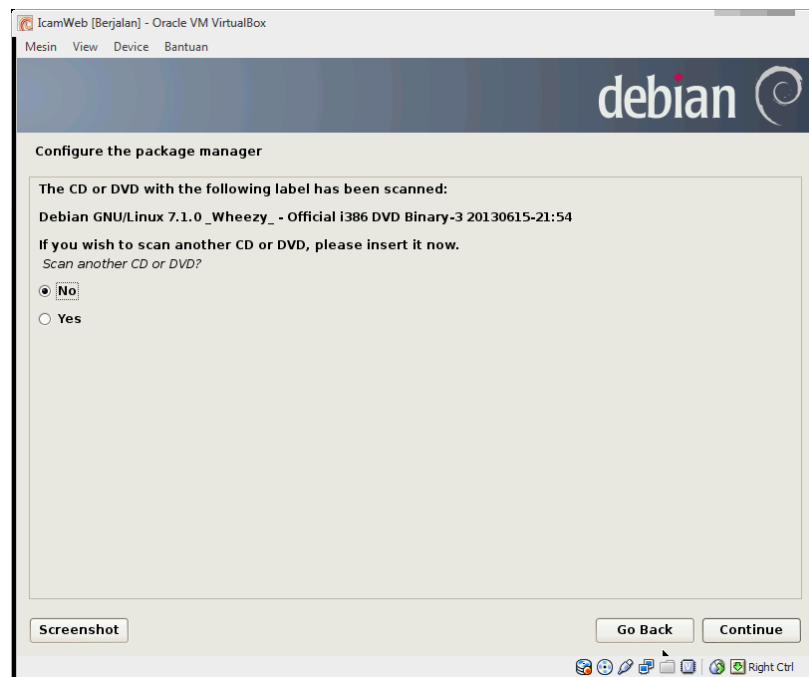 IcamWeb [Berjalan] - Oracle VM VirtualBox
Mesin View Device Bantuan
debian
Configure the package manager
The CD or DVD with the following label has been scanned:
Debian GNU/Linux 7.1.0 _Wheezy_ - Official i386 DVD Binary-3 20130615-21:54
If you wish to scan another CD or DVD, please insert it now.
Scan another CD or DVD?
No
Yes
Screenshot Go Back Continue
Right Ctrl